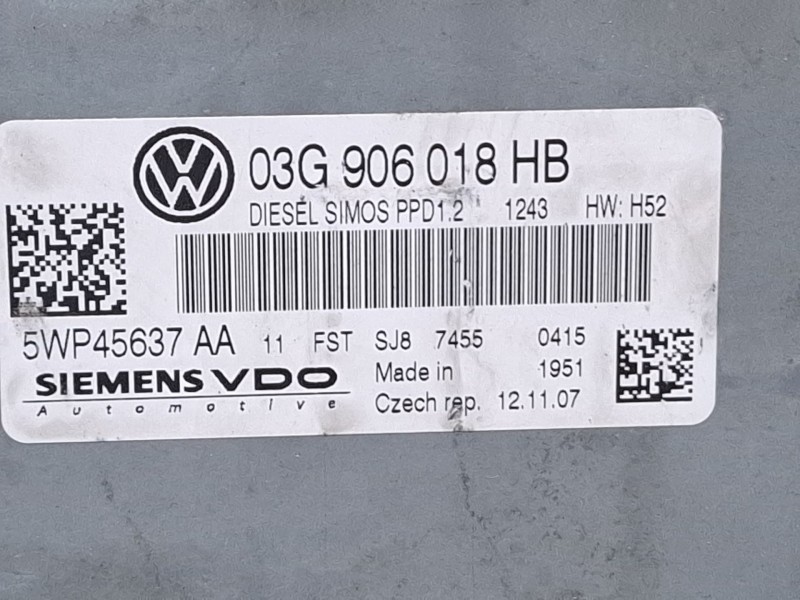 03G 906 018 HB
DIESEL SIMOS PPD1.2 1243 HW: H52
5WP45637 AA 11 FST SJ8 7455 0415
SIEMENS VDO Made in 1951
Automotive Czech rep. 12.11.07